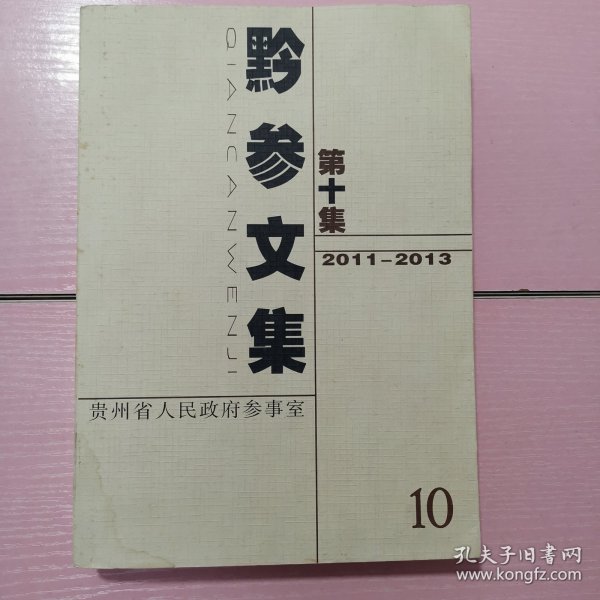 黔参文集
QIANCANWENJI
第十集
2011-2013
贵州省人民政府参事室
10
孔夫子旧书网
www.kongfz.com